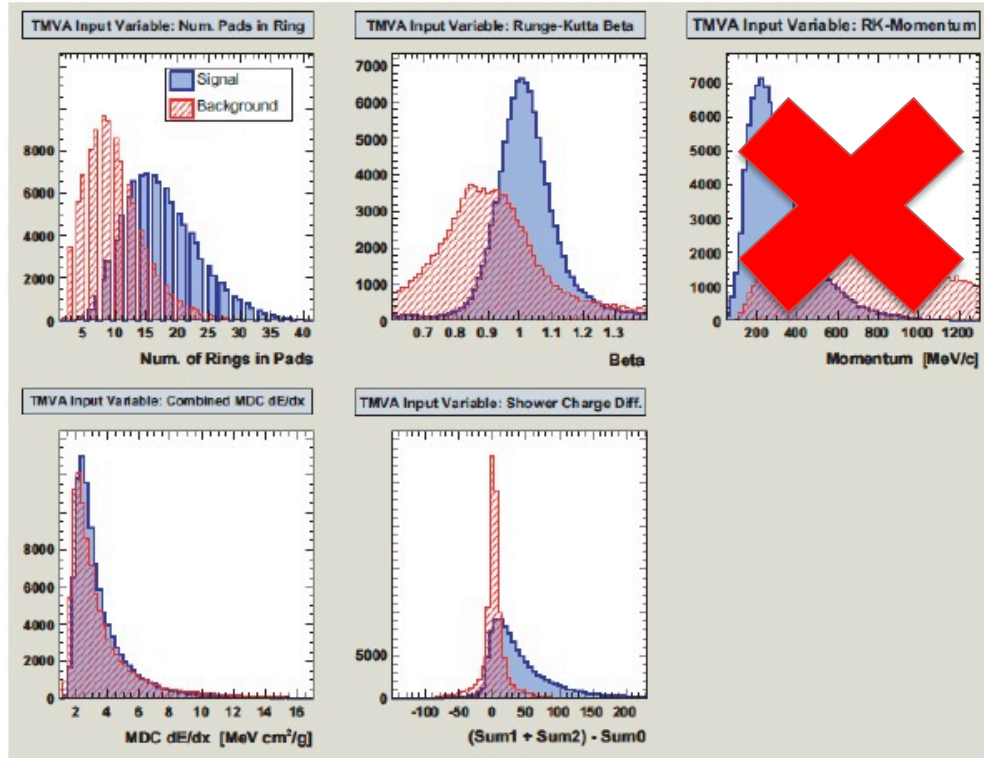 TMVA Input Variable: Num. Pads in Ring
8000
6000
4000
2000
0
Signal
Background
5 10 15 20 25 30 35 40
Num. of Rings in Pads
TMVA Input Variable: Runge-Kutta Beta
7000
6000
5000
4000
3000
2000
1000
0
0.7 0.8 0.9 1 1.1 1.2 1.3
Beta
TMVA Input Variable: RK-Momentum
7000
6000
5000
4000
3000
2000
1000
0
200 400 600 800 1000 1200
Momentum [MeV/c]
TMVA Input Variable: Combined MDC dE/dx
8000
6000
4000
2000
0
2 4 6 8 10 12 14 16
MDC dE/dx [MeV cm²/g]
TMVA Input Variable: Shower Charge Diff.
5000
0
-100 -50 0 50 100 150 200
(Sum1 + Sum2) - Sum0